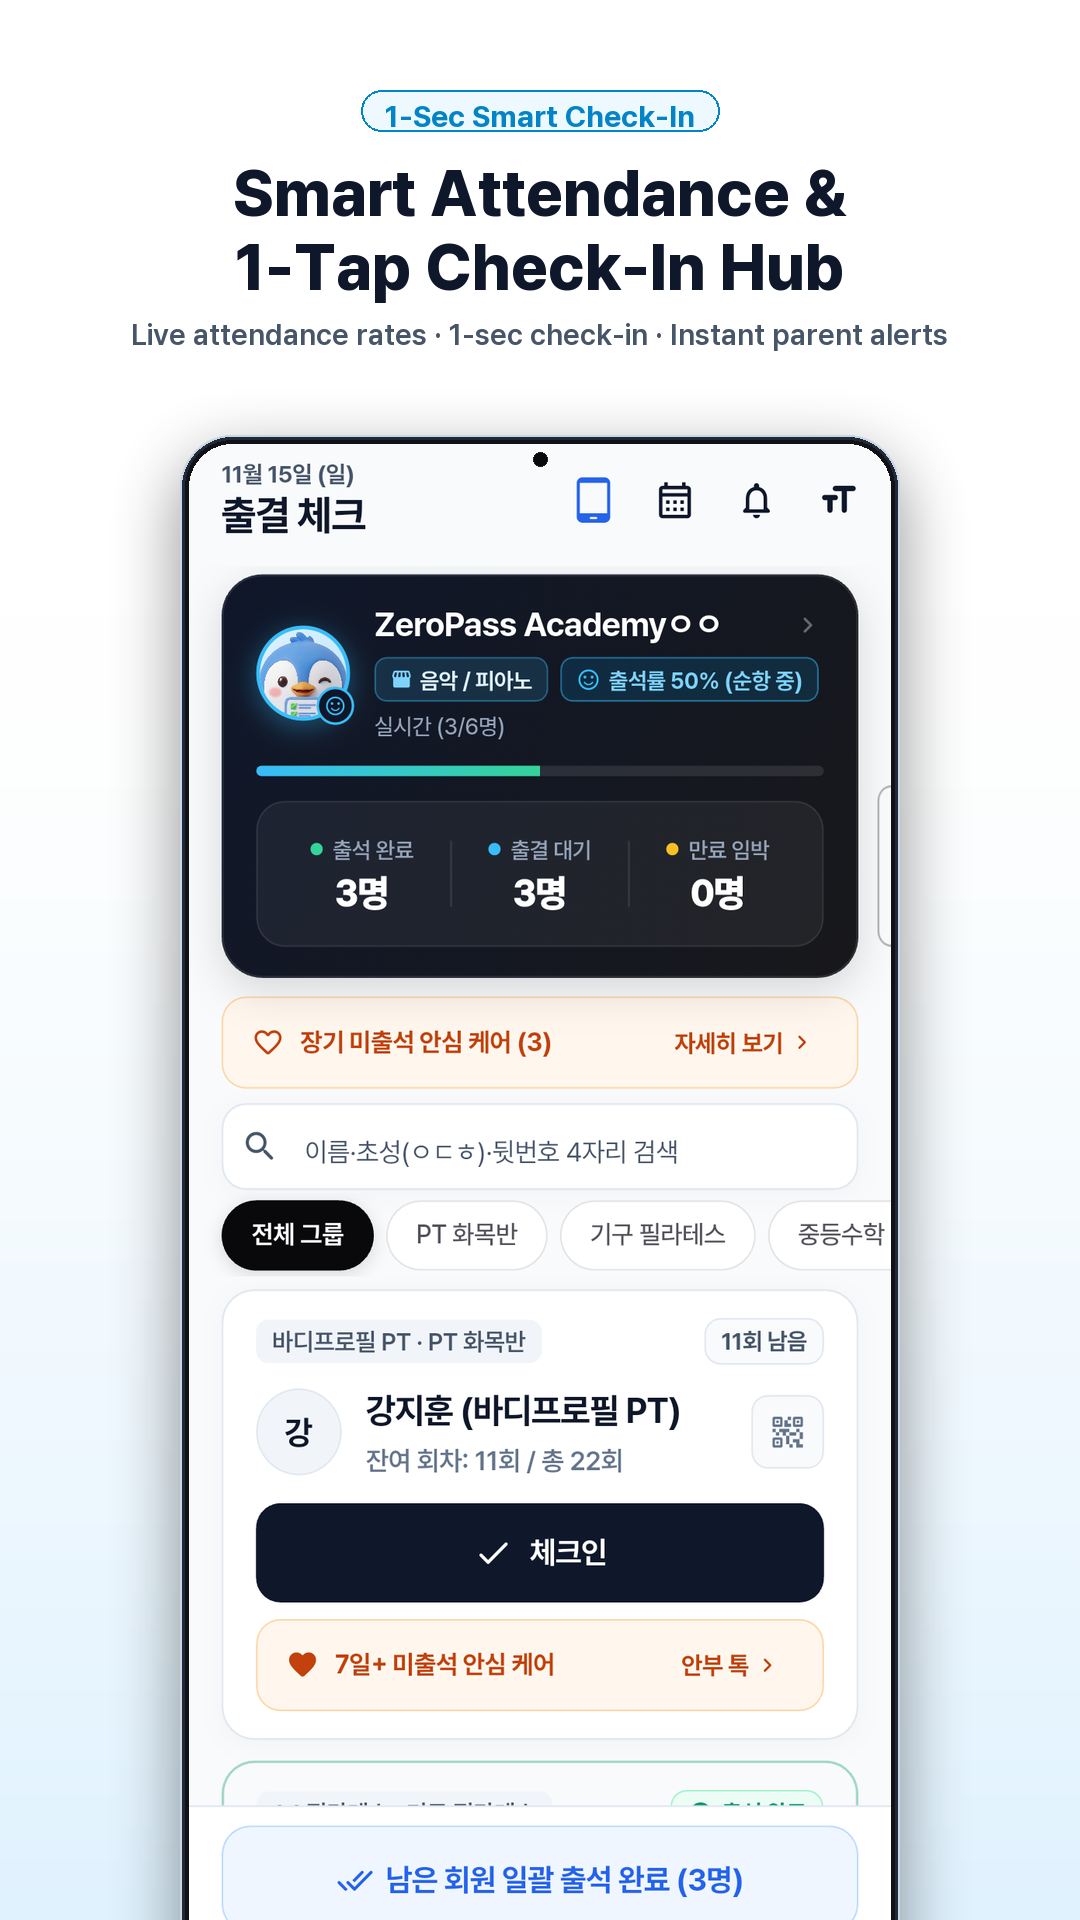 1-Sec Smart Check-In
Smart Attendance &
1-Tap Check-In Hub
Live attendance rates · 1-sec check-in · Instant parent alerts
11월 15일 (일)
출결 체크
ZeroPass Academyㅇㅇ
음악 / 피아노
출석률 50% (순항 중)
실시간 (3/6명)
출석 완료
출결 대기
만료 임박
3명
3명
0명
장기 미출석 안심 케어 (3)
자세히 보기
이름·초성(ㅇㄷㅎ)·뒷번호 4자리 검색
전체 그룹
PT 화목반
기구 필라테스
중등수학
바디프로필 PT · PT 화목반
11회 남음
강
강지훈 (바디프로필 PT)
잔여 회차: 11회 / 총 22회
체크인
7일+ 미출석 안심 케어
안부 톡
남은 회원 일괄 출석 완료 (3명)